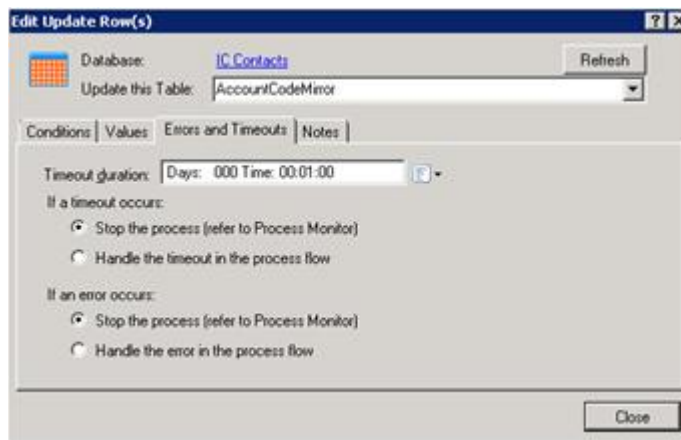 Edit Update Row(s)
Database: IC Contacts Refresh
Update this Table: AccountCodeMirror
Conditions Values Errors and Timeouts Notes
Timeout duration: Days: 000 Time: 00:01:00
If a timeout occurs:
Stop the process (refer to Process Monitor)
Handle the timeout in the process flow
If an error occurs:
Stop the process (refer to Process Monitor)
Handle the error in the process flow
Close